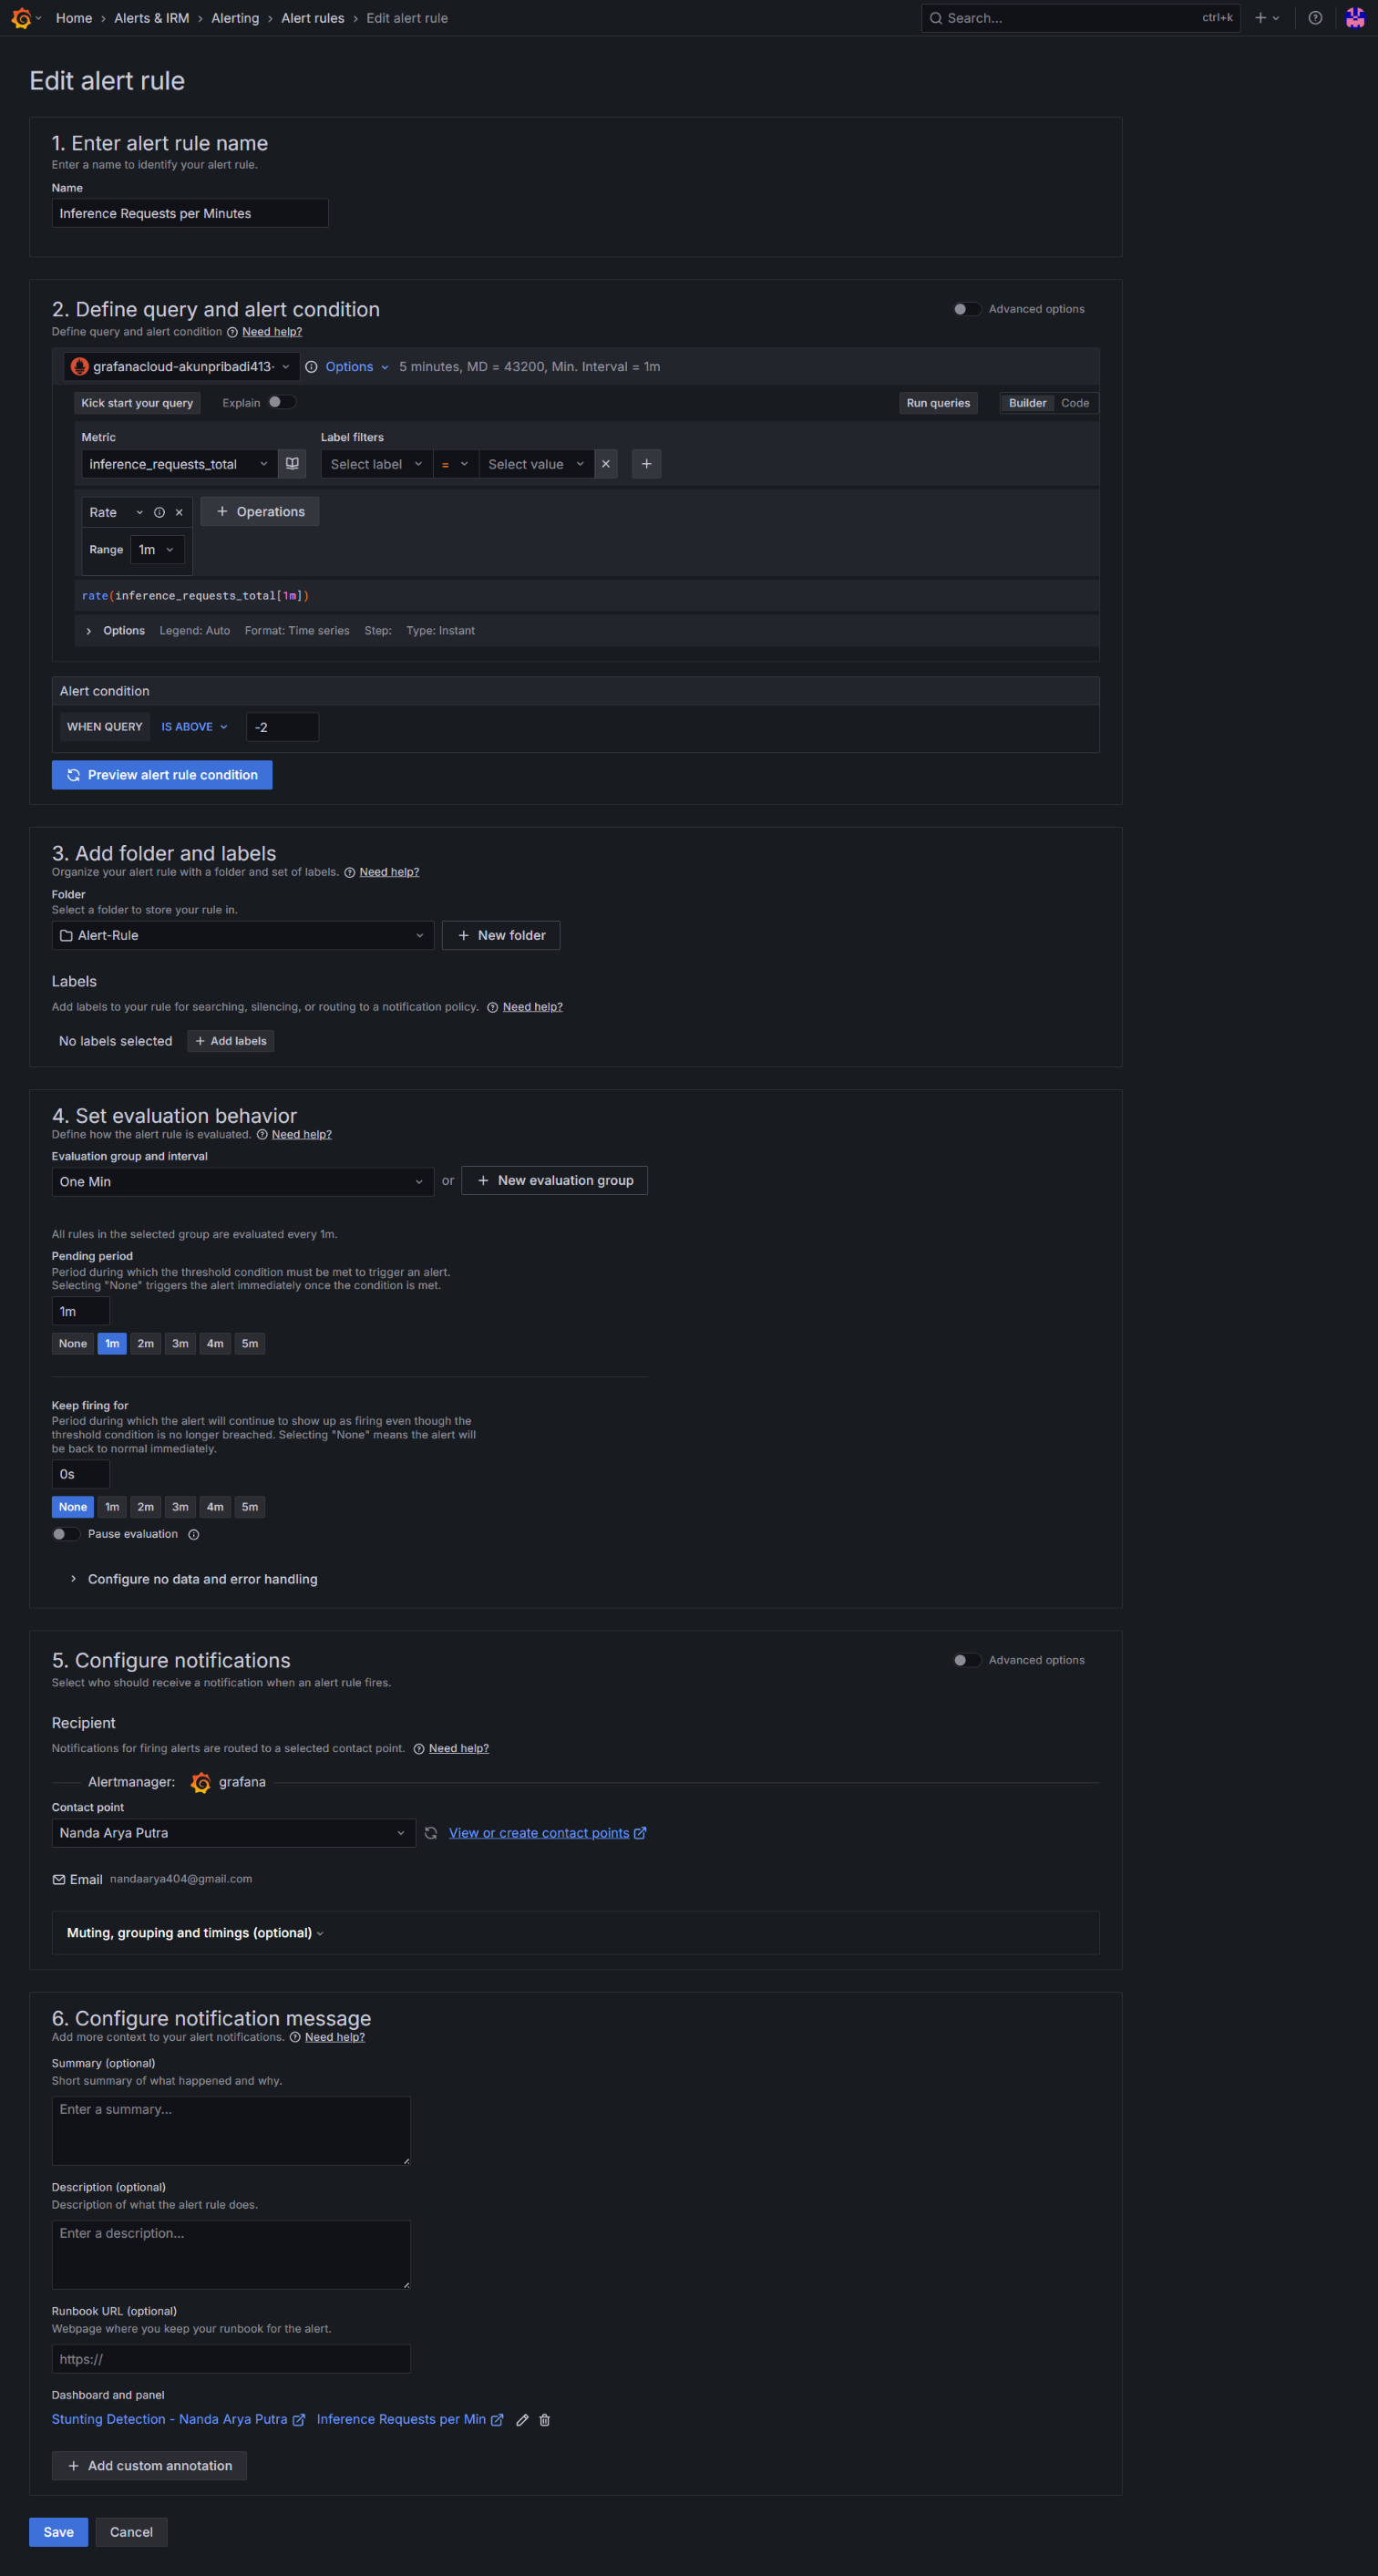 Home › Alerts & IRM › Alerting › Alert rules › Edit alert rule
Search...
ctrl+k
Edit alert rule
1. Enter alert rule name
Enter a name to identify your alert rule.
Name
Inference Requests per Minutes
2. Define query and alert condition
Advanced options
Define query and alert condition
Need help?
grafanacloud-akunpribadi413-
Options
5 minutes, MD = 43200, Min. Interval = 1m
Kick start your query
Explain
Run queries
Builder
Code
Metric
Label filters
inference_requests_total
Select label
=
Select value
Rate
+ Operations
Range
1m
rate(inference_requests_total[1m])
Options
Legend: Auto
Format: Time series
Step:
Type: Instant
Alert condition
WHEN QUERY
IS ABOVE
-2
Preview alert rule condition
3. Add folder and labels
Organize your alert rule with a folder and set of labels.
Need help?
Folder
Select a folder to store your rule in.
Alert-Rule
+ New folder
Labels
Add labels to your rule for searching, silencing, or routing to a notification policy.
Need help?
No labels selected
+ Add labels
4. Set evaluation behavior
Define how the alert rule is evaluated.
Need help?
Evaluation group and interval
One Min
or
+ New evaluation group
All rules in the selected group are evaluated every 1m.
Pending period
Period during which the threshold condition must be met to trigger an alert.
Selecting "None" triggers the alert immediately once the condition is met.
1m
None 1m 2m 3m 4m 5m
Keep firing for
Period during which the alert will continue to show up as firing even though the
threshold condition is no longer breached. Selecting "None" means the alert will
be back to normal immediately.
0s
None 1m 2m 3m 4m 5m
Pause evaluation
Configure no data and error handling
5. Configure notifications
Advanced options
Select who should receive a notification when an alert rule fires.
Recipient
Notifications for firing alerts are routed to a selected contact point.
Need help?
Alertmanager:
grafana
Contact point
Nanda Arya Putra
View or create contact points
Email
nandaarya404@gmail.com
Muting, grouping and timings (optional)
6. Configure notification message
Add more context to your alert notifications.
Need help?
Summary (optional)
Short summary of what happened and why.
Enter a summary...
Description (optional)
Description of what the alert rule does.
Enter a description...
Runbook URL (optional)
Webpage where you keep your runbook for the alert.
https://
Dashboard and panel
Stunting Detection - Nanda Arya Putra
Inference Requests per Min
+ Add custom annotation
Save
Cancel